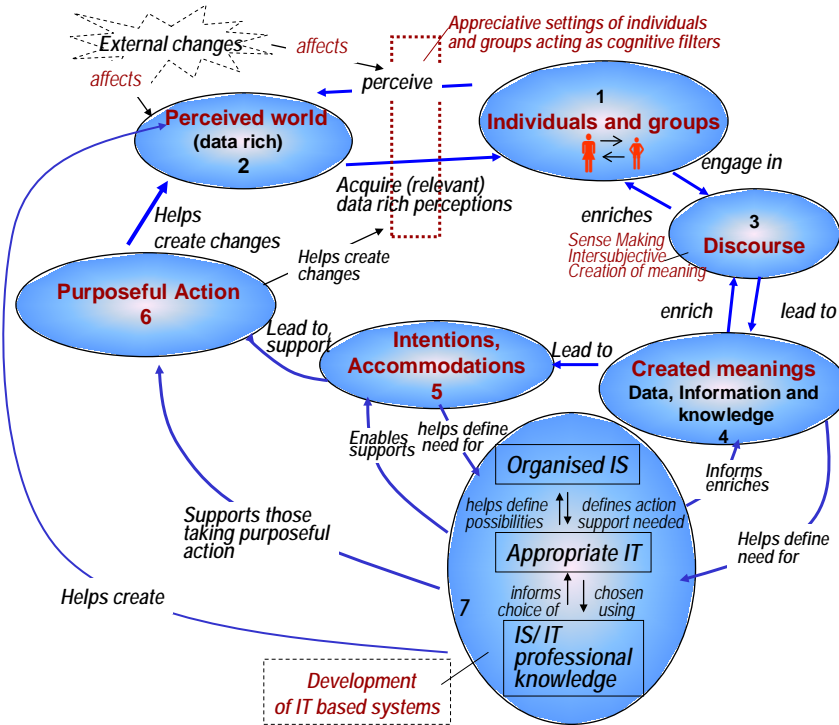 External changes
affects
affects
Appreciative settings of individuals
and groups acting as cognitive filters
perceive
Perceived world
(data rich)
2
1
Individuals and groups
Acquire (relevant)
data rich perceptions
engage in
enriches
3
Discourse
Sense Making
Intersubjective
Creation of meaning
Helps
create changes
Helps create
changes
Purposeful Action
6
Lead to
support
Intentions,
Accommodations
5
Lead to
enrich
lead to
Created meanings
Data, Information and
knowledge
4
Enables
supports
helps define
need for
Informs
enriches
Helps define
need for
Organised IS
helps define
possibilities
defines action
support needed
Appropriate IT
informs
choice of
chosen
using
IS/IT
professional
knowledge
7
Supports those
taking purposeful
action
Helps create
Development
of IT based systems